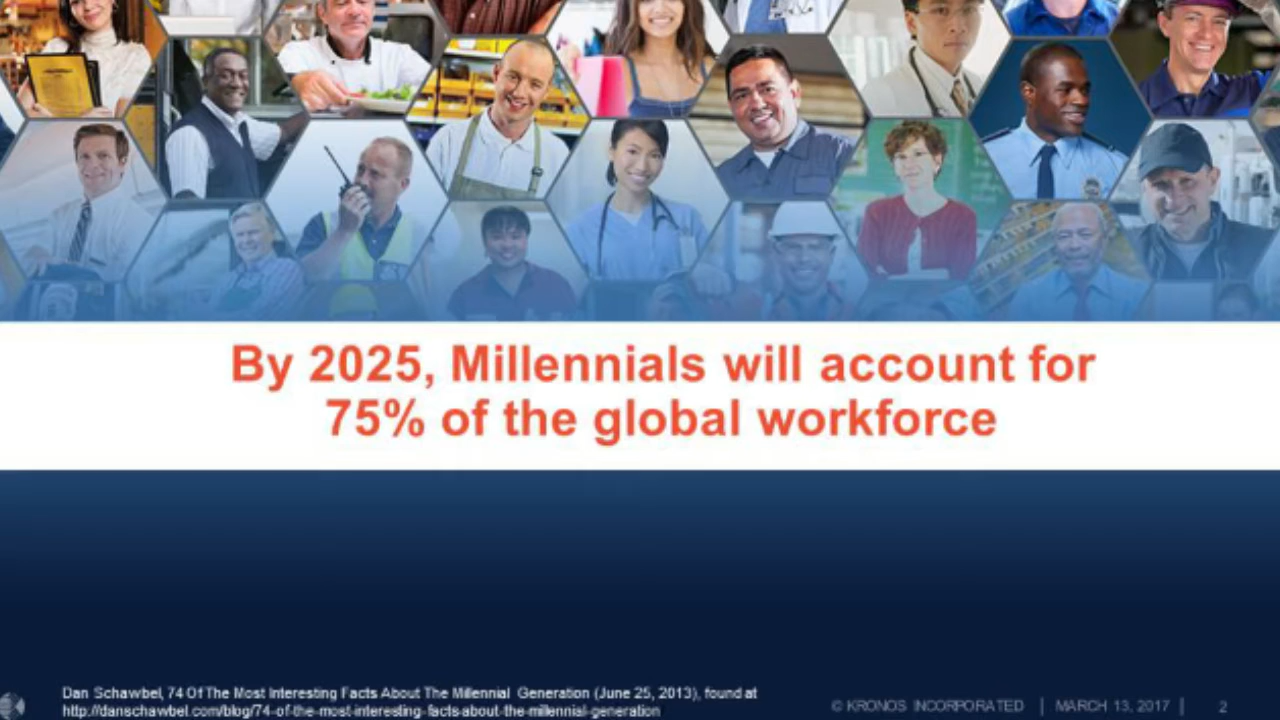 By 2025, Millennials will account for
75% of the global workforce
Dan Schawbel, 74 Of The Most Interesting Facts About The Millennial Generation (June 25, 2013), found at
http://danschawbel.com/blog/74-of-the-most-interesting-facts-about-the-millennial-generation
© KRONOS INCORPORATED | MARCH 13, 2017 | 2